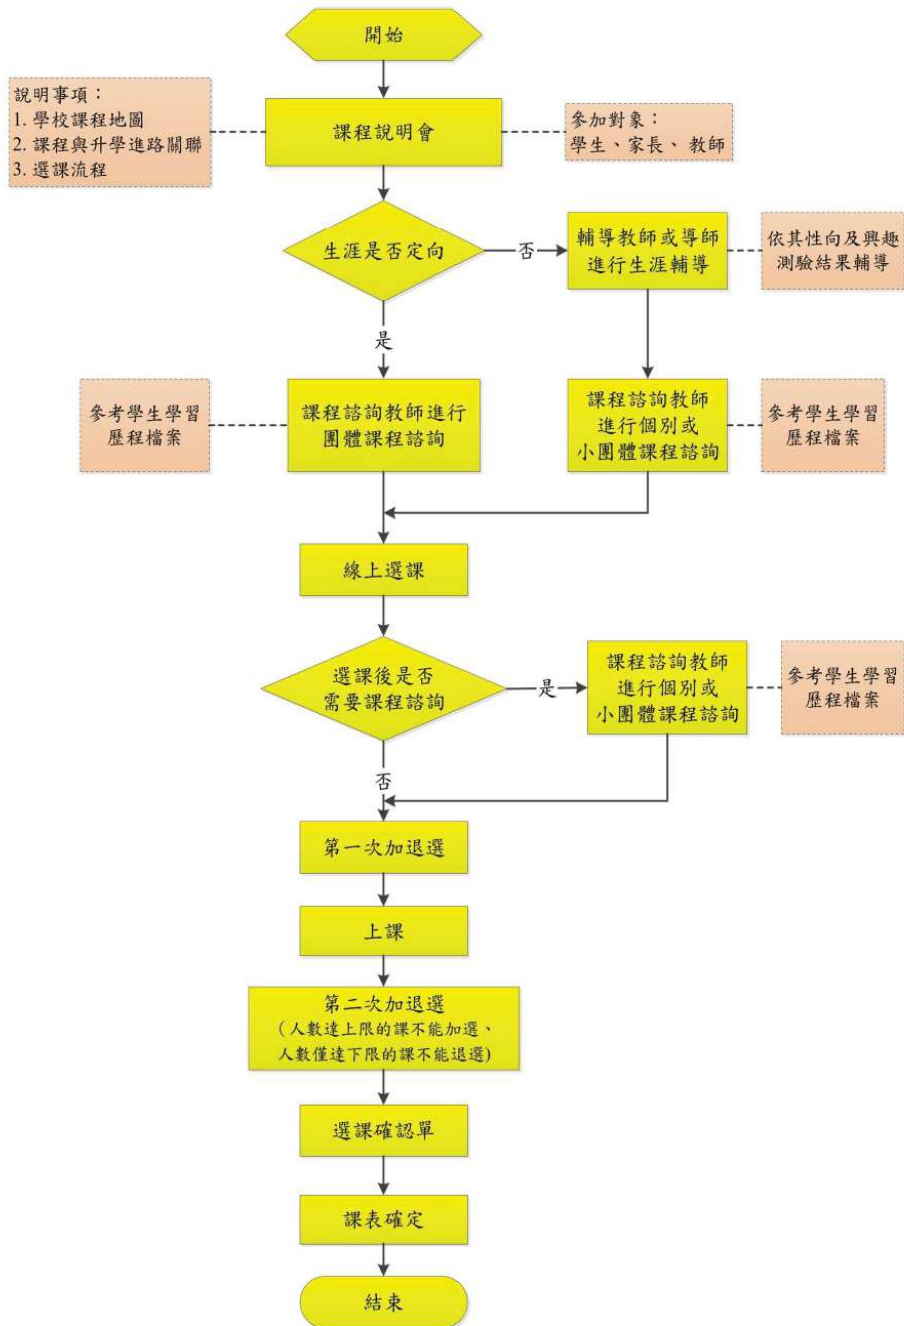 開始
說明事項：
1. 學校課程地圖
2. 課程與升學進路關聯
3. 選課流程
課程說明會
參加對象：
學生、家長、 教師
生涯是否定向
否
輔導教師或導師
進行生涯輔導
依其性向及興趣
測驗結果輔導
是
參考學生學習
歷程檔案
課程諮詢教師進行
團體課程諮詢
課程諮詢教師
進行個別或
小團體課程諮詢
參考學生學習
歷程檔案
線上選課
選課後是否
需要課程諮詢
是
課程諮詢教師
進行個別或
小團體課程諮詢
參考學生學習
歷程檔案
否
第一次加退選
上課
第二次加退選
（人數達上限的課不能加選、
人數僅達下限的課不能退選)
選課確認單
課表確定
結束